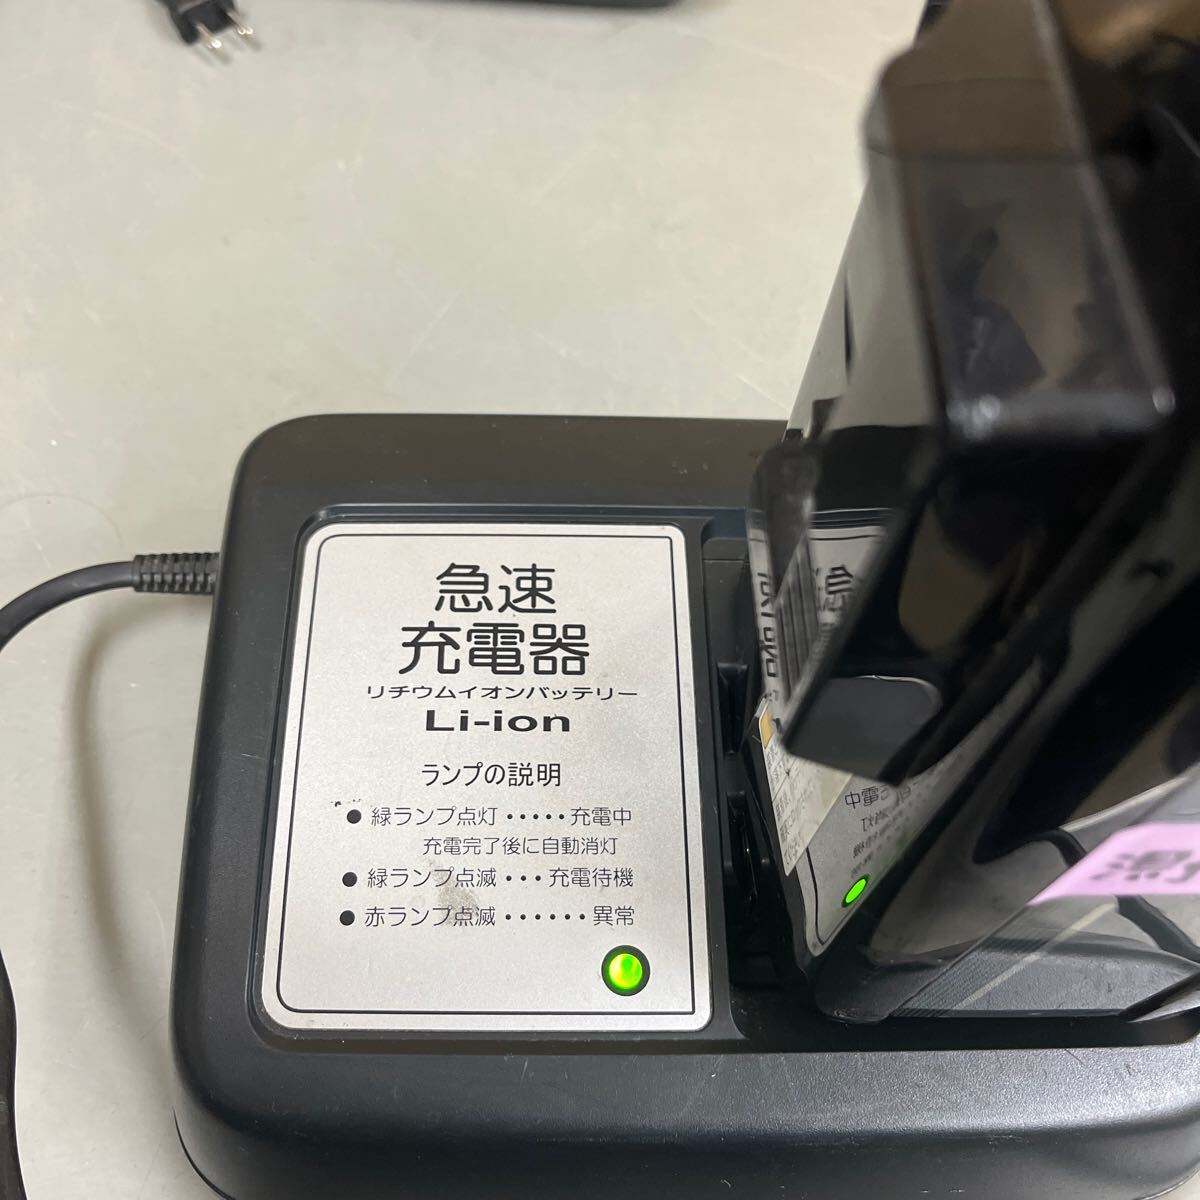 急速
充電器
リチウムイオンバッテリー
Li-ion
ランプの説明
● 緑ランプ点灯・・・・・充電中
充電完了後に自動消灯
● 緑ランプ点滅・・・充電待機
● 赤ランプ点滅・・・・・・異常